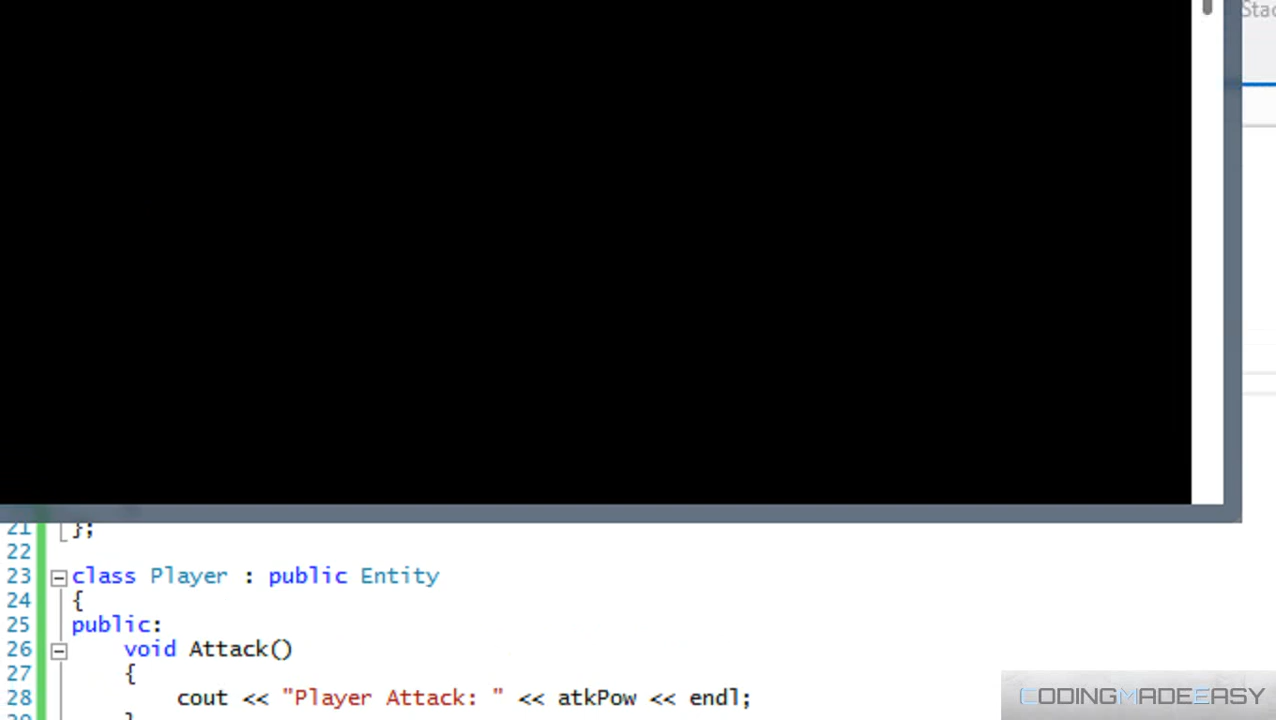 Stac
21 };
22
23 class Player : public Entity
24 {
25 public:
26 void Attack()
27 {
28 cout << "Player Attack: " << atkPow << endl;
CODINGMADEEASY